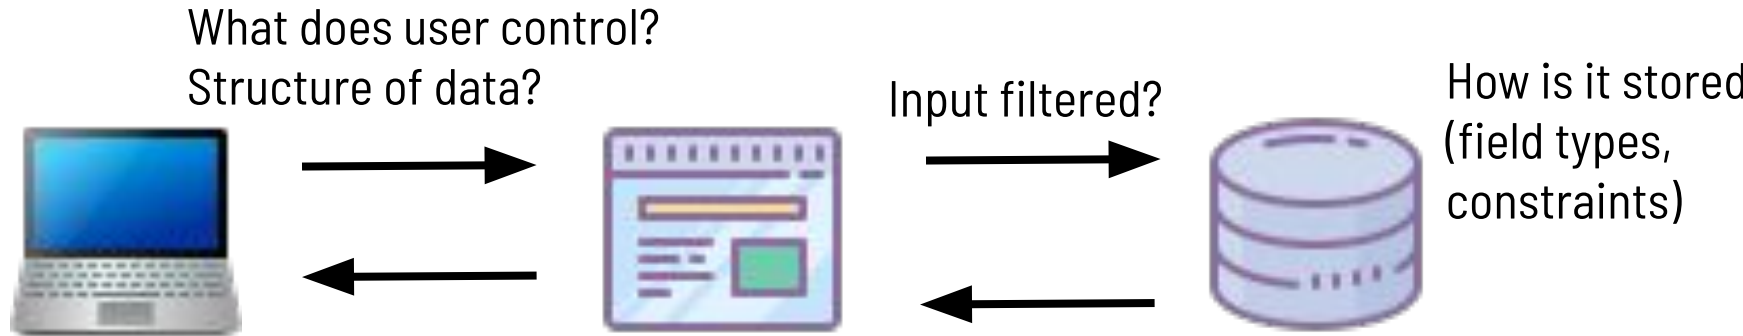 What does user control?
Structure of data?
Input filtered?
How is it stored
(field types,
constraints)